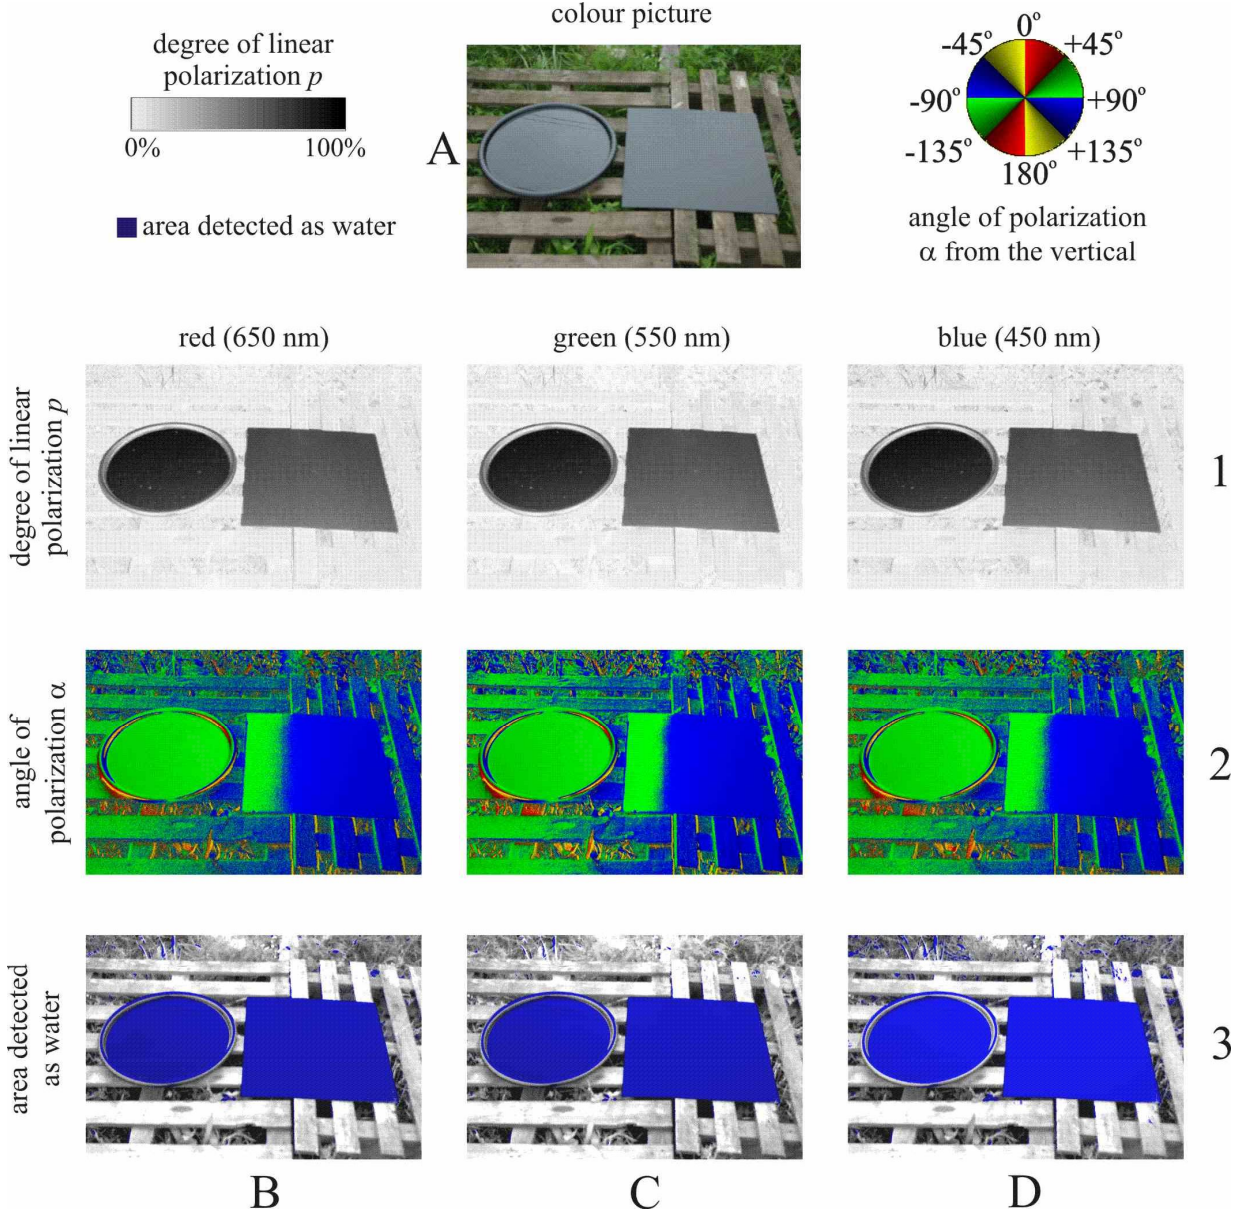 colour picture
degree of linear
polarization p
0% 100%
area detected as water
A
0°
-45° +45°
-90° +90°
-135° +135°
180°
angle of polarization
α from the vertical
red (650 nm) green (550 nm) blue (450 nm)
degree of linear
polarization p
1
angle of
polarization α
2
area detected
as water
3
B C D